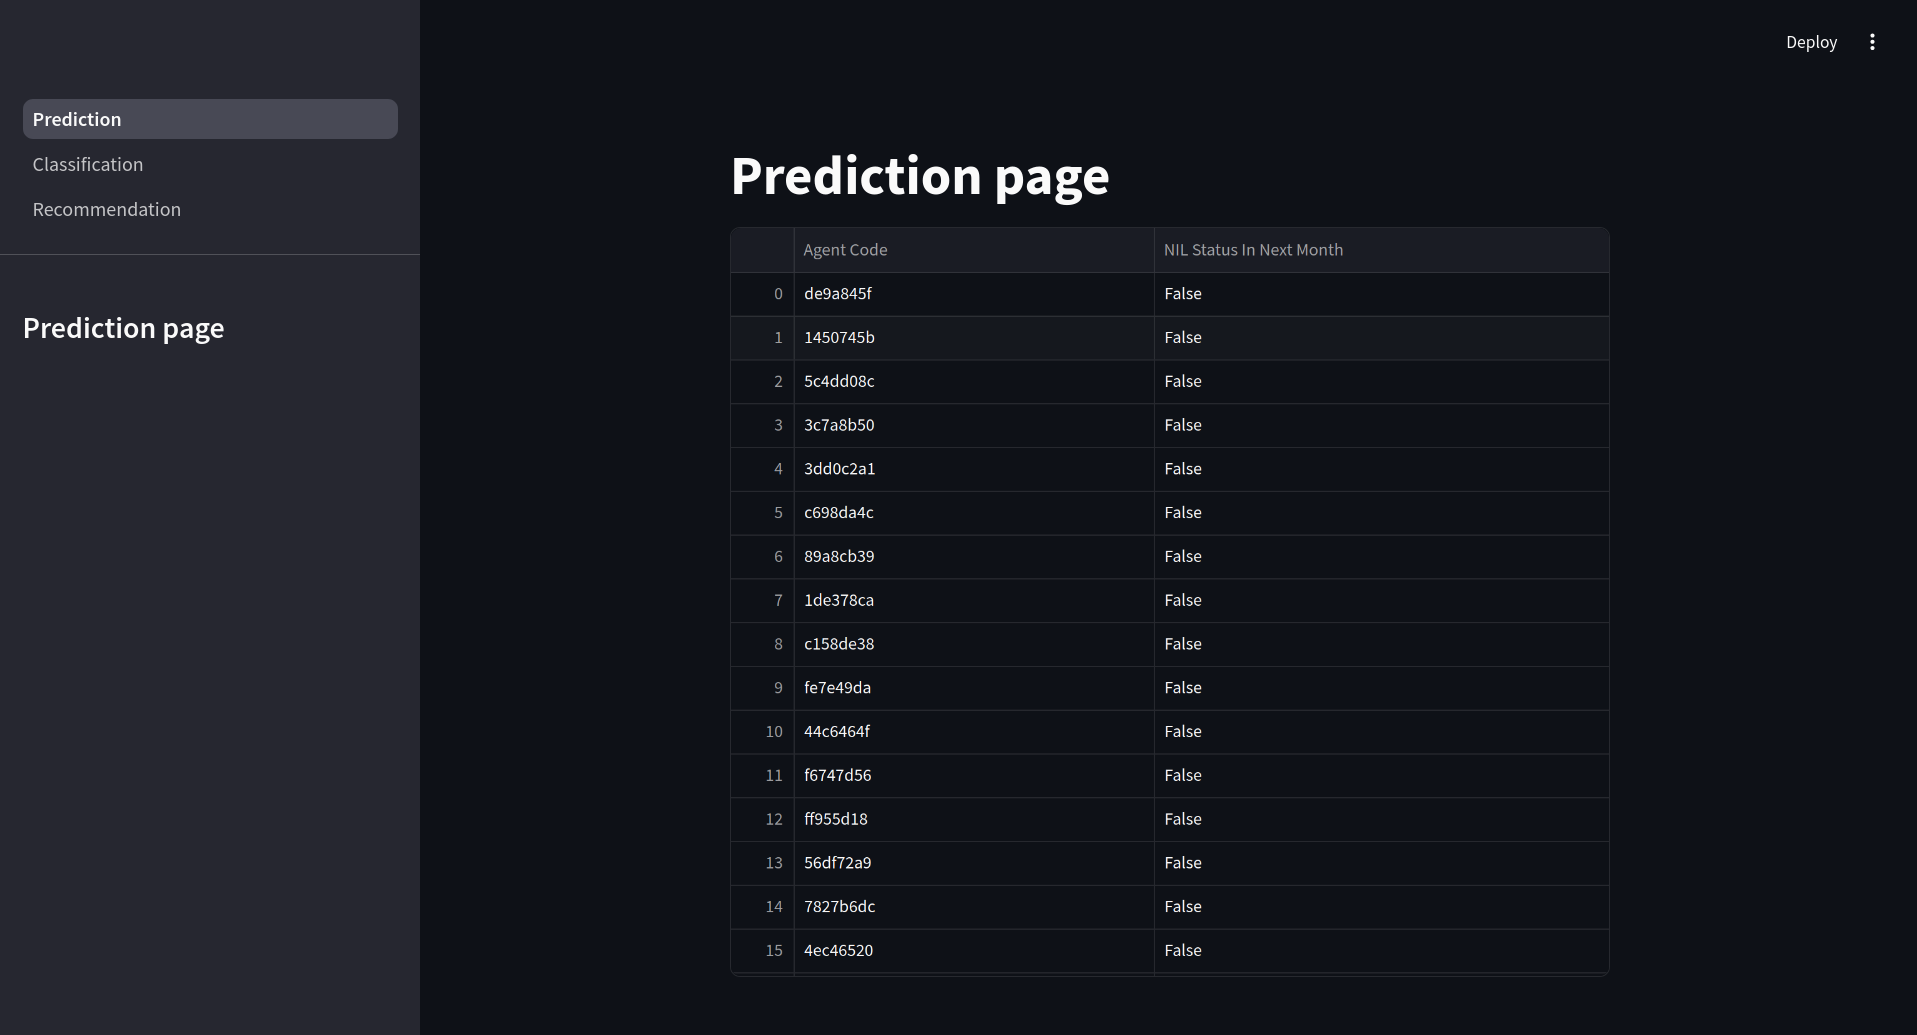 Deploy
Prediction
Classification
Recommendation
Prediction page
Prediction page
Agent Code NIL Status In Next Month
0 de9a845f False
1 1450745b False
2 5c4dd08c False
3 3c7a8b50 False
4 3dd0c2a1 False
5 c698da4c False
6 89a8cb39 False
7 1de378ca False
8 c158de38 False
9 fe7e49da False
10 44c6464f False
11 f6747d56 False
12 ff955d18 False
13 56df72a9 False
14 7827b6dc False
15 4ec46520 False